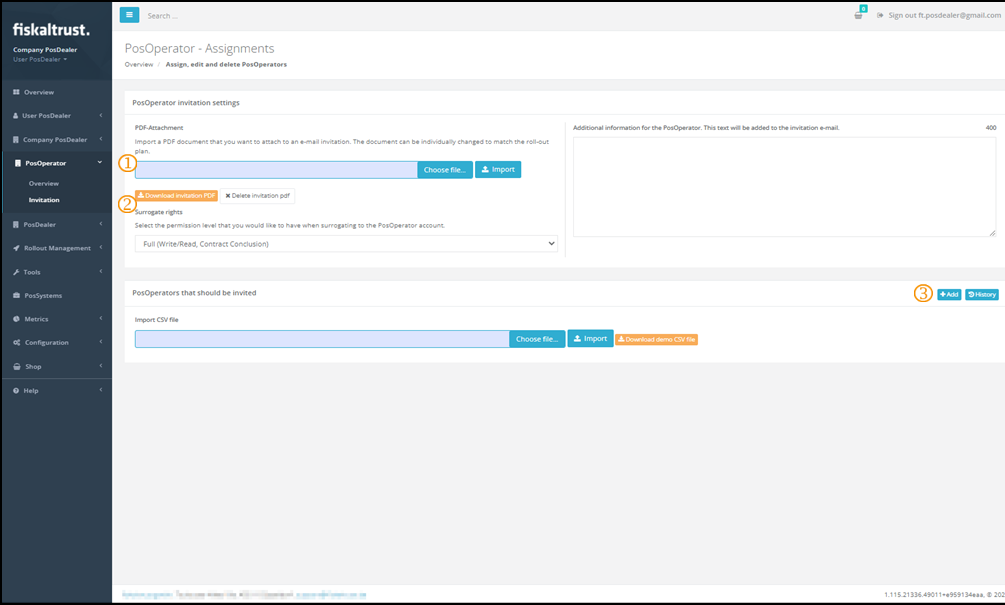 fiskaltrust.
Company PosDealer
User PosDealer
Overview
User PosDealer
Company PosDealer
PosOperator
Overview
Invitation
PosDealer
Rollout Management
Tools
PosSystems
Metrics
Configuration
Shop
Help
Search ...
0
Sign out ft.posdealer@gmail.com
PosOperator - Assignments
Overview / Assign, edit and delete PosOperators
PosOperator invitation settings
PDF-Attachment
Import a PDF document that you want to attach to an e-mail invitation. The document can be individually changed to match the roll-out
plan.
1
Choose file... Import
Download invitation PDF Delete invitation pdf
2
Surrogate rights
Select the permission level that you would like to have when surrogating to the PosOperator account.
Full (Write/Read, Contract Conclusion)
Additional information for the PosOperator. This text will be added to the invitation e-mail. 400
PosOperators that should be invited
3 Add History
Import CSV file
Choose file... Import Download demo CSV file
1.115.21336.49011+e959134eaa, © 202